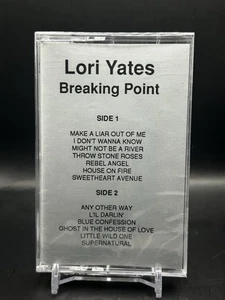 Lori Yates
Breaking Point
SIDE 1
MAKE A LIAR OUT OF ME
I DON'T WANNA KNOW
MIGHT NOT BE A RIVER
THROW STONE ROSES
REBEL ANGEL
HOUSE ON FIRE
SWEETHEART AVENUE
SIDE 2
ANY OTHER WAY
L'IL DARLIN'
BLUE CONFESSION
GHOST IN THE HOUSE OF LOVE
LITTLE WILD ONE
SUPERNATURAL